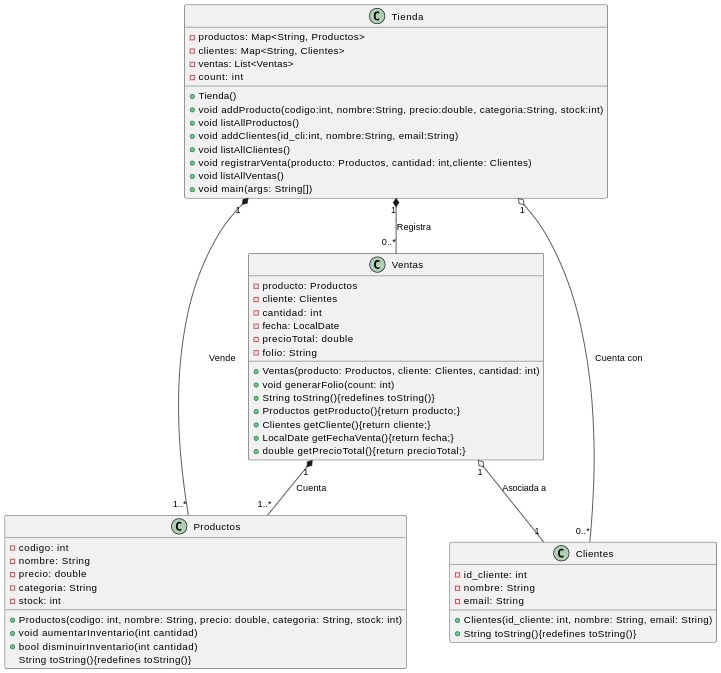 C Tienda
productos: Map<String, Productos>
clientes: Map<String, Clientes>
ventas: List<Ventas>
count: int
Tienda()
void addProducto(codigo:int, nombre:String, precio:double, categoria:String, stock:int)
void listAllProductos()
void addClientes(id_cli:int, nombre:String, email:String)
void listAllClientes()
void registrarVenta(producto: Productos, cantidad: int,cliente: Clientes)
void listAllVentas()
void main(args: String[])
1 1 1
Registra
0..*
C Ventas
producto: Productos
cliente: Clientes
cantidad: int
fecha: LocalDate
precioTotal: double
folio: String
Vende
Cuenta con
Ventas(producto: Productos, cliente: Clientes, cantidad: int)
void generarFolio(count: int)
String toString(){redefines toString()}
Productos getProducto(){return producto;}
Clientes getCliente(){return cliente;}
LocalDate getFechaVenta(){return fecha;}
double getPrecioTotal(){return precioTotal;}
1 1
Cuenta Asociada a
1..* 1..* 1 0..*
C Productos
codigo: int
nombre: String
precio: double
categoria: String
stock: int
Productos(codigo: int, nombre: String, precio: double, categoria: String, stock: int)
void aumentarInventario(int cantidad)
bool disminuirInventario(int cantidad)
String toString(){redefines toString()}
C Clientes
id_cliente: int
nombre: String
email: String
Clientes(id_cliente: int, nombre: String, email: String)
String toString(){redefines toString()}